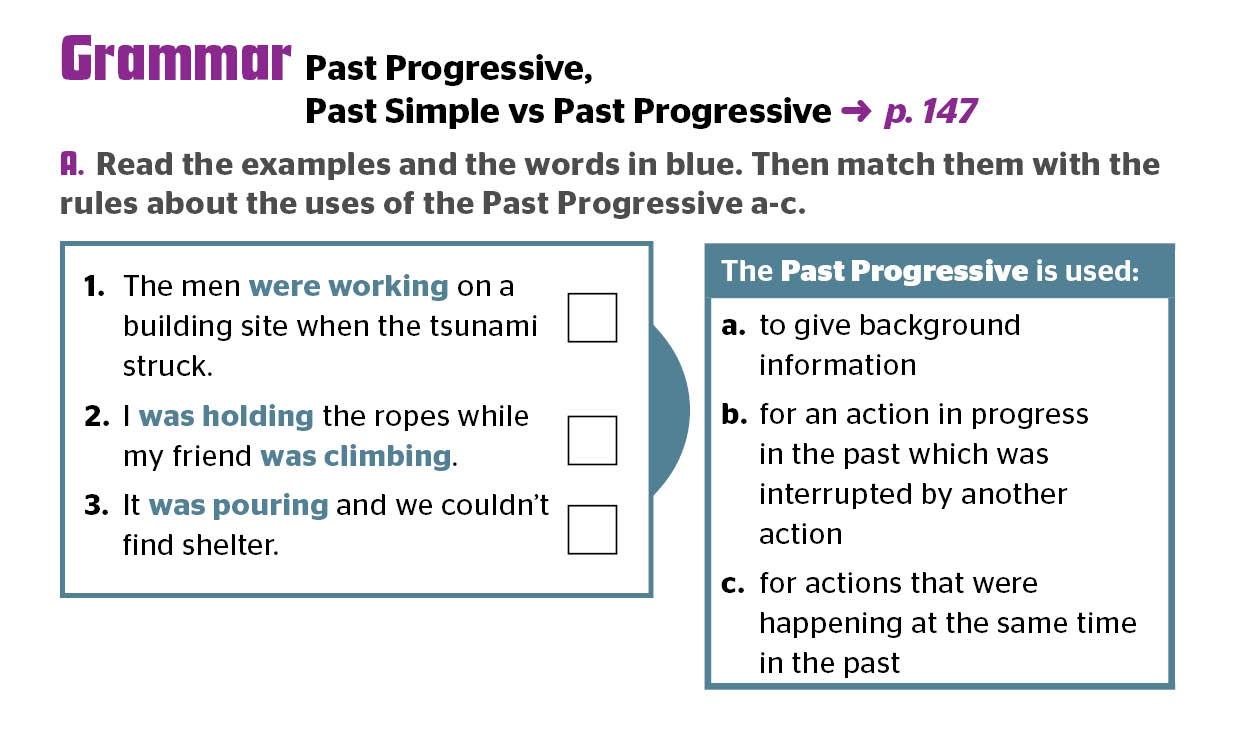 Grammar Past Progressive,
Past Simple vs Past Progressive ➜ p. 147
A. Read the examples and the words in blue. Then match them with the
rules about the uses of the Past Progressive a-c.
1. The men were working on a
building site when the tsunami
struck.
2. I was holding the ropes while
my friend was climbing.
3. It was pouring and we couldn't
find shelter.
The Past Progressive is used:
a. to give background
information
b. for an action in progress
in the past which was
interrupted by another
action
c. for actions that were
happening at the same time
in the past